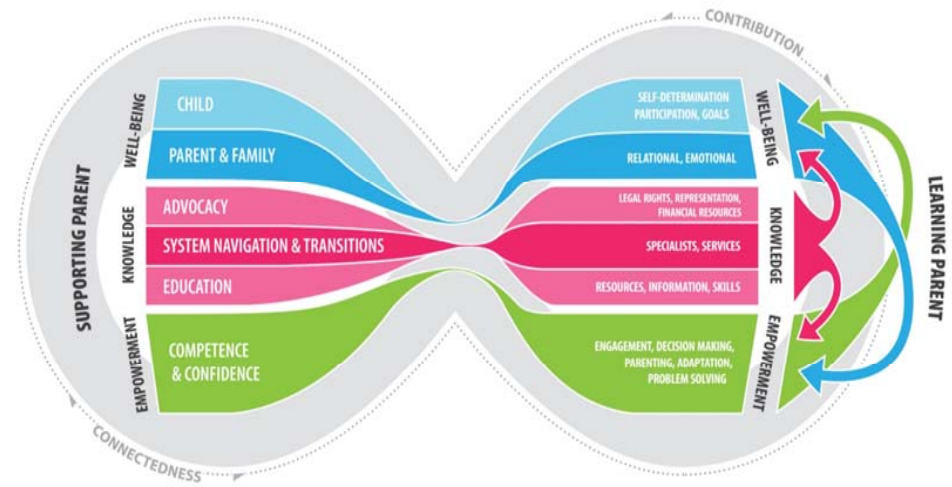 CONTRIBUTION
SUPPORTING PARENT
WELL-BEING
CHILD
PARENT & FAMILY
KNOWLEDGE
ADVOCACY
SYSTEM NAVIGATION & TRANSITIONS
EDUCATION
EMPOWERMENT
COMPETENCE
& CONFIDENCE
SELF-DETERMINATION
PARTICIPATION, GOALS
RELATIONAL, EMOTIONAL
WELL-BEING
LEGAL RIGHTS, REPRESENTATION,
FINANCIAL RESOURCES
SPECIALISTS, SERVICES
RESOURCES, INFORMATION, SKILLS
KNOWLEDGE
ENGAGEMENT, DECISION MAKING,
PARENTING, ADAPTATION,
PROBLEM SOLVING
EMPOWERMENT
LEARNING PARENT
CONNECTEDNESS